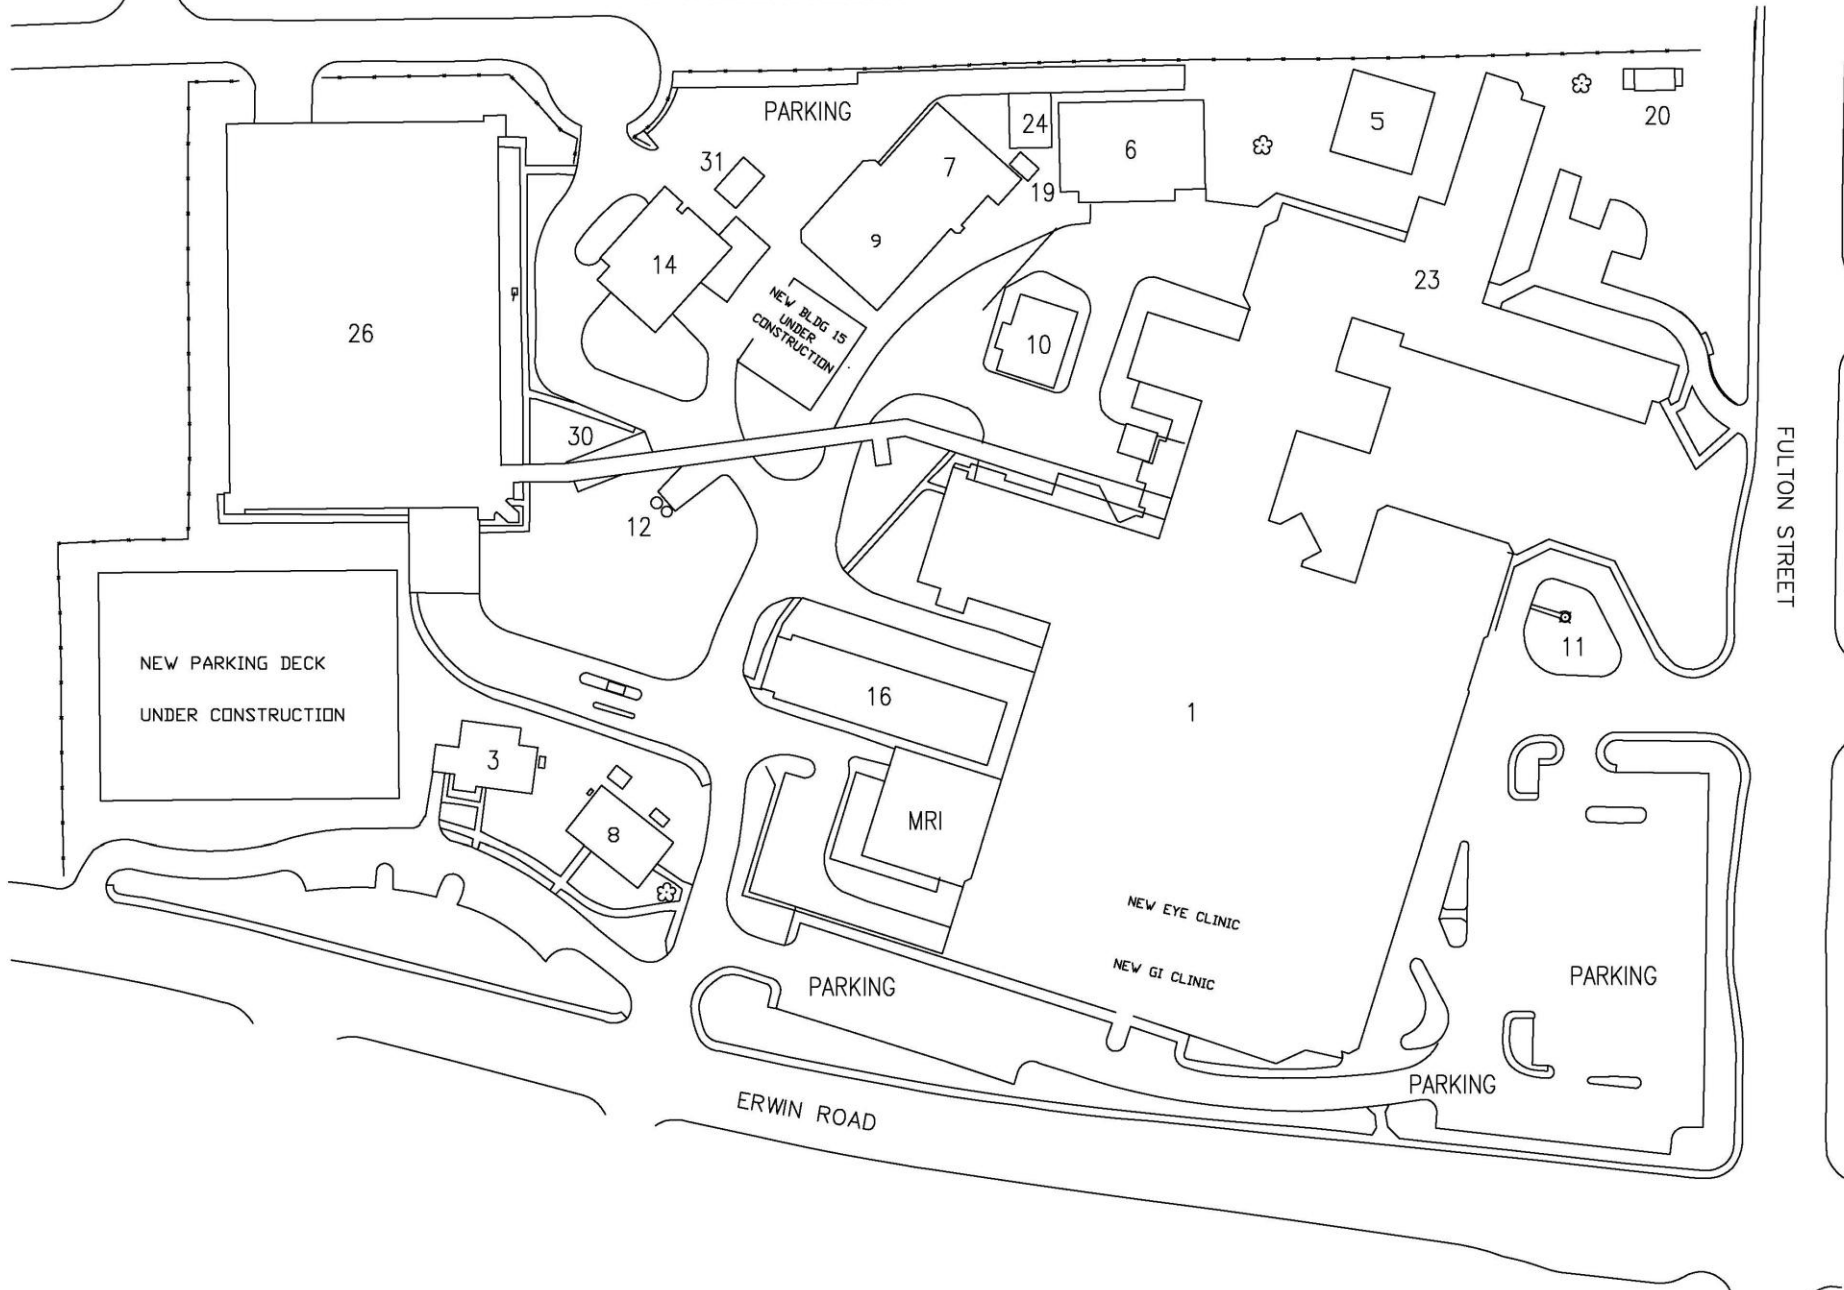 PARKING
5
20
24
6
31
7
19
9
14
23
NEW BLDG 15
UNDER
CONSTRUCTION
26
10
30
12
FULTON STREET
11
NEW PARKING DECK
UNDER CONSTRUCTION
16
1
3
MRI
8
NEW EYE CLINIC
NEW GI CLINIC
PARKING
PARKING
PARKING
ERWIN ROAD